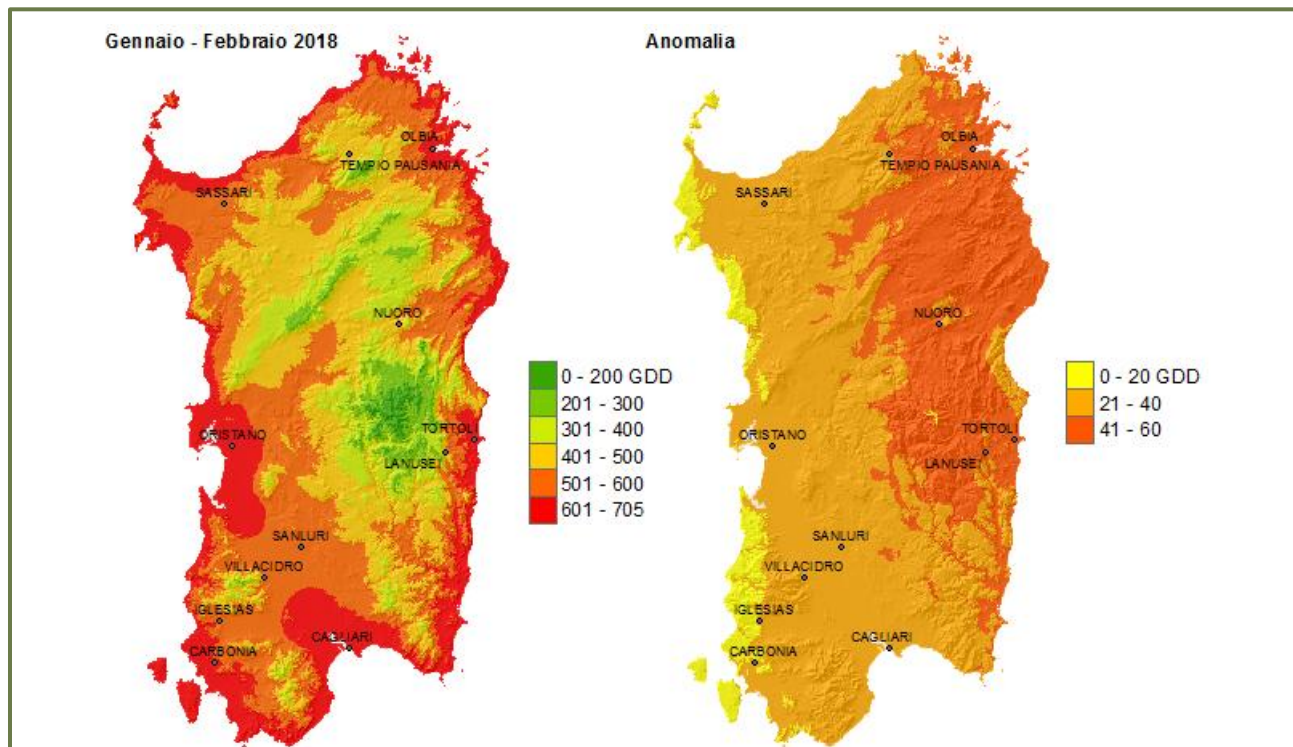 Gennaio - Febbraio 2018
OLBIA
TEMPIO PAUSANIA
SASSARI
NUORO
ORISTANO
TORTOLI
LANUSEI
SANLURI
VILLACIDRO
IGLESIAS
CAGLIARI
CARBONIA
0 - 200 GDD
201 - 300
301 - 400
401 - 500
501 - 600
601 - 705
Anomalia
OLBIA
TEMPIO PAUSANIA
SASSARI
NUORO
ORISTANO
TORTOLI
LANUSEI
SANLURI
VILLACIDRO
IGLESIAS
CAGLIARI
CARBONIA
0 - 20 GDD
21 - 40
41 - 60